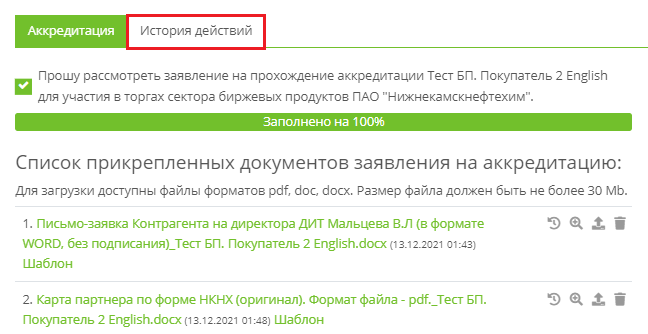 Аккредитация История действий
Прошу рассмотреть заявление на прохождение аккредитации Тест БП. Покупатель 2 English
для участия в торгах сектора биржевых продуктов ПАО "Нижнекамскнефтехим".
Заполнено на 100%
Список прикрепленных документов заявления на аккредитацию:
Для загрузки доступны файлы форматов pdf, doc, docx. Размер файла должен быть не более 30 Mb.
1. Письмо-заявка Контрагента на директора ДИТ Мальцева В.Л (в формате
WORD, без подписания)_Тест БП. Покупатель 2 English.docx (13.12.2021 01:43)
Шаблон
2. Карта партнера по форме НКНХ (оригинал). Формат файла - pdf._Тест БП.
Покупатель 2 English.docx (13.12.2021 01:48) Шаблон